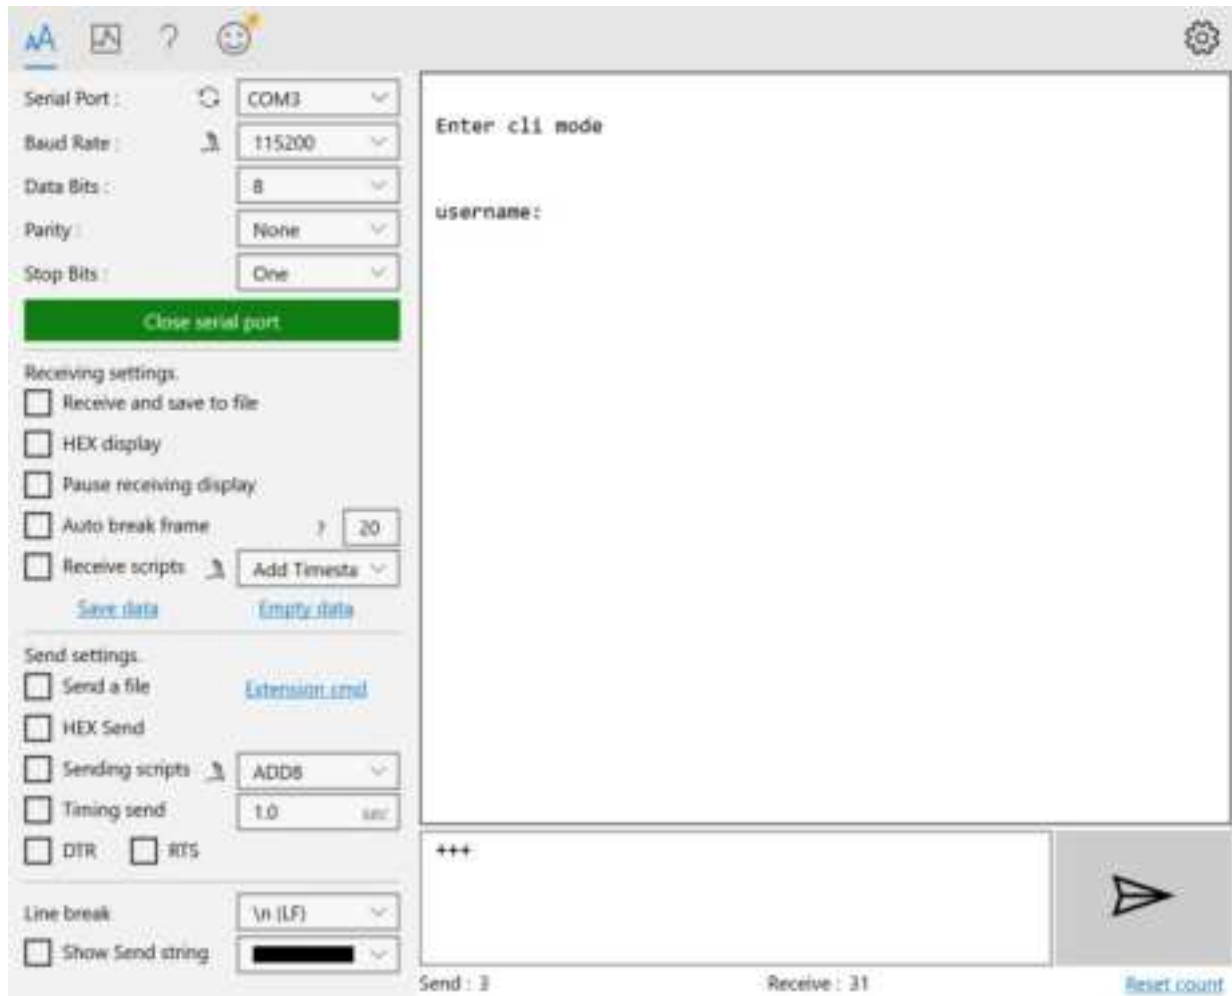 Serial Port :
COM3
Baud Rate :
115200
Data Bits :
8
Parity :
None
Stop Bits :
One
Close serial port
Receiving settings.
Receive and save to file
HEX display
Pause receiving display
Auto break frame ? 20
Receive scripts Add Timesta
Save data Empty data
Send settings.
Send a file Extension cmd
HEX Send
Sending scripts ADD8
Timing send 1.0 sec
DTR RTS
Line break \n (LF)
Show Send string
Enter cli mode
username:
+++
Send : 3 Receive : 31 Reset count